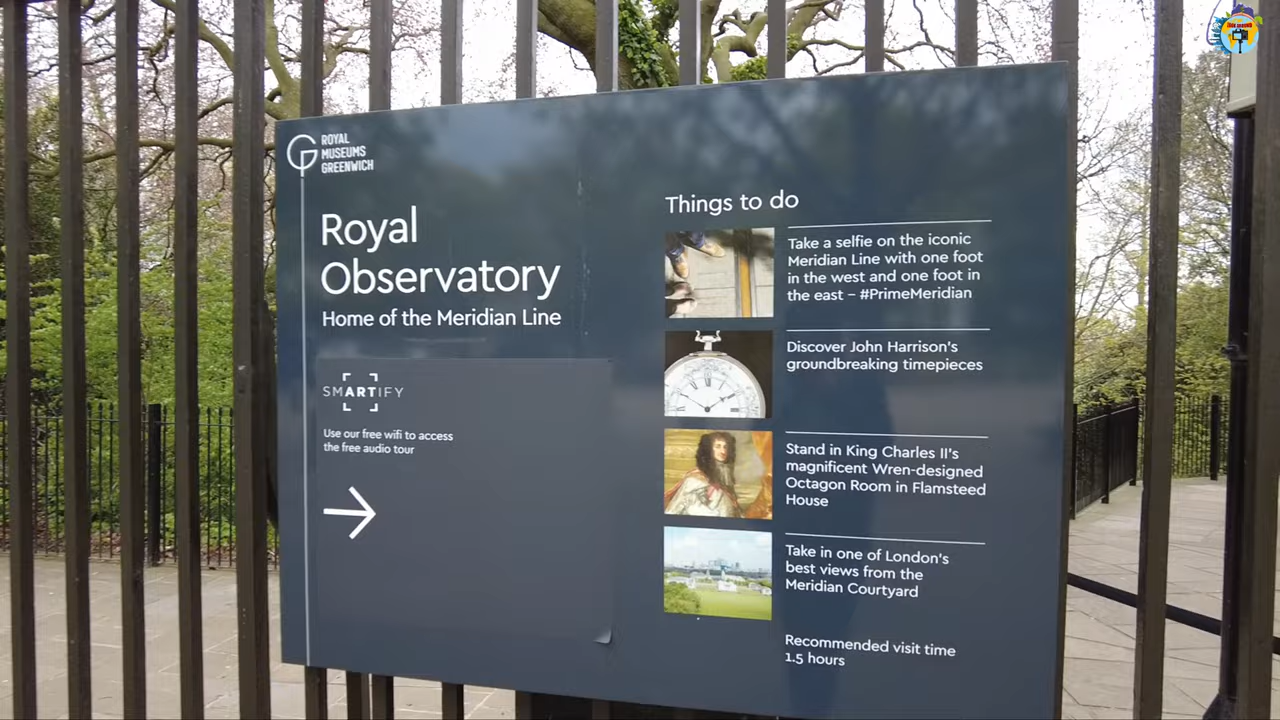 ROYAL
MUSEUMS
GREENWICH
Royal
Observatory
Home of the Meridian Line
SMARTIFY
Use our free wifi to access
the free audio tour
Things to do
Take a selfie on the iconic
Meridian Line with one foot
in the west and one foot in
the east – #PrimeMeridian
Discover John Harrison's
groundbreaking timepieces
Stand in King Charles II's
magnificent Wren-designed
Octagon Room in Flamsteed
House
Take in one of London's
best views from the
Meridian Courtyard
Recommended visit time
1.5 hours